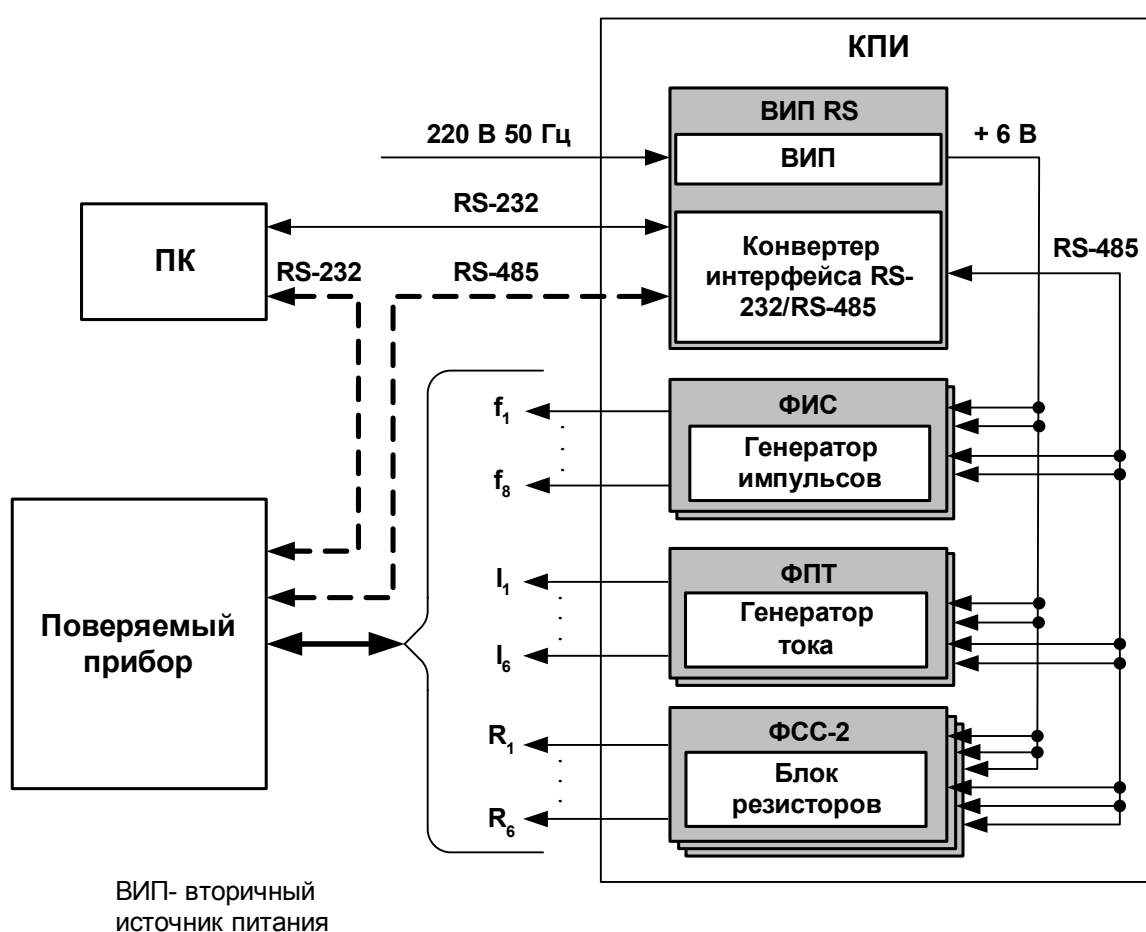 КПИ
ВИП RS
220 В 50 Гц
+ 6 В
ВИП
RS-232
ПК
Конвертер
интерфейса RS-
232/RS-485
RS-485
RS-232
RS-485
ФИС
f1
Генератор
импульсов
f8
ФПТ
I1
Генератор
тока
I6
Поверяемый
прибор
ФСС-2
R1
Блок
резисторов
R6
ВИП- вторичный
источник питания